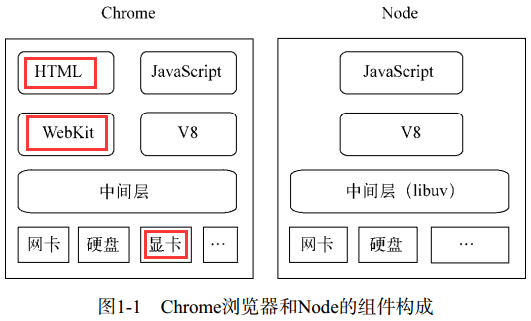 Chrome
Node
HTML
JavaScript
JavaScript
WebKit
V8
V8
中间层
中间层（libuv）
网卡
硬盘
显卡
…
网卡
硬盘
…
图1-1 Chrome浏览器和Node的组件构成